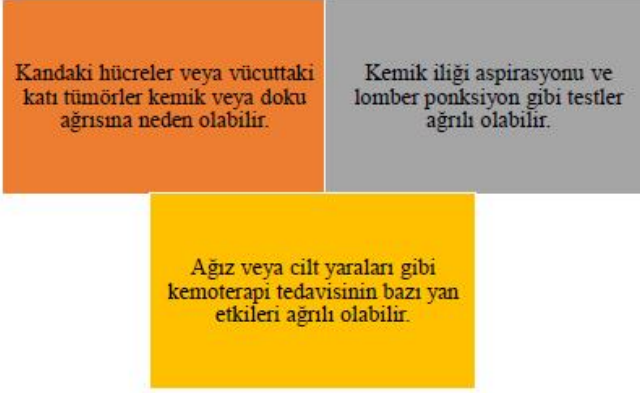 Kandaki hücreler veya vücuttaki
katı tümörler kemik veya doku
ağrısına neden olabilir.
Kemik iliği aspirasyonu ve
lomber ponksiyon gibi testler
ağrılı olabilir.
Ağız veya cilt yaraları gibi
kemoterapi tedavisinin bazı yan
etkileri ağrılı olabilir.